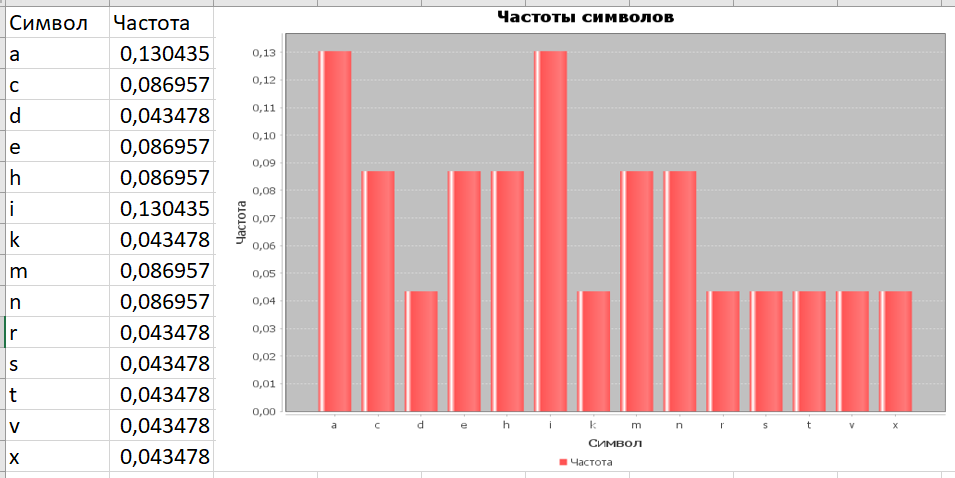 Символ Частота
a 0,130435
c 0,086957
d 0,043478
e 0,086957
h 0,086957
i 0,130435
k 0,043478
m 0,086957
n 0,086957
r 0,043478
s 0,043478
t 0,043478
v 0,043478
x 0,043478
Частоты символов
Частота
0,13
0,12
0,11
0,10
0,09
0,08
0,07
0,06
0,05
0,04
0,03
0,02
0,01
0,00
a c d e h i k m n r s t v x
Символ
Частота